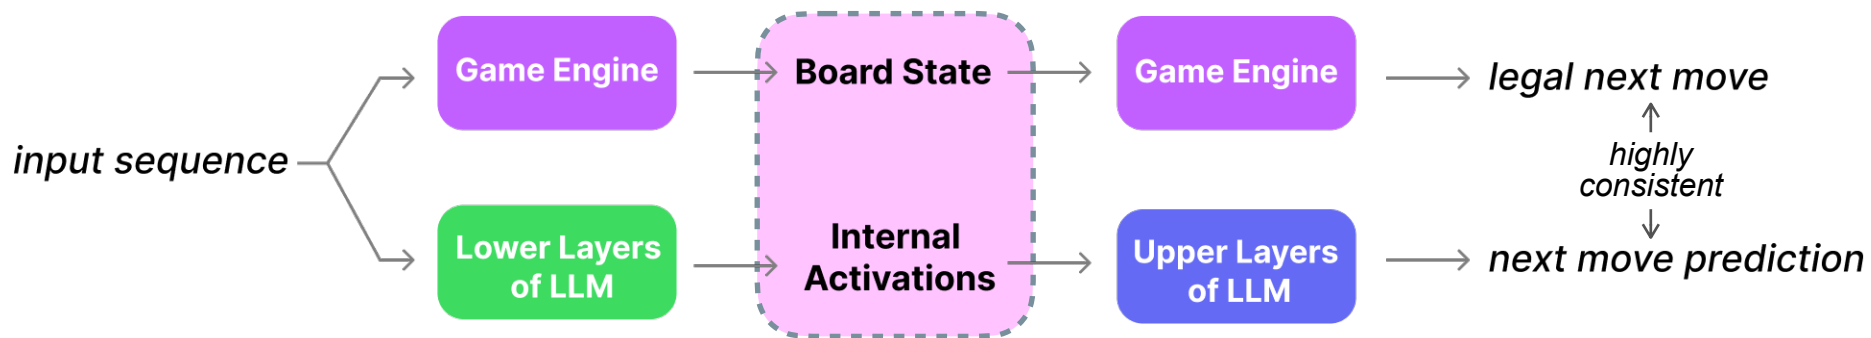 input sequence
Game Engine
Board State
Game Engine
legal next move
highly
consistent
Lower Layers
of LLM
Internal
Activations
Upper Layers
of LLM
next move prediction